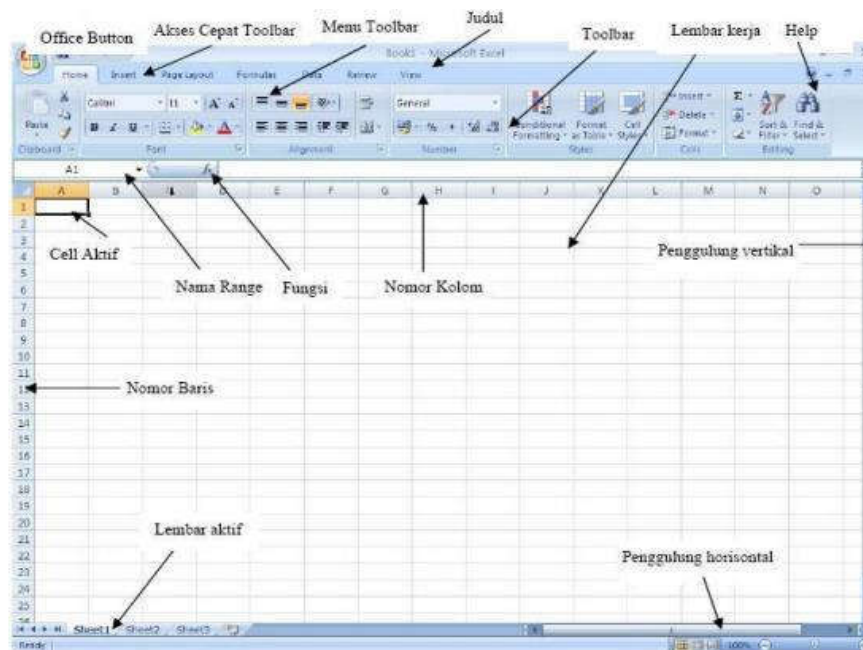 Office Button Akses Cepat Toolbar Menu Toolbar Judul Toolbar Lembar kerja Help
Book1 - Microsoft Excel
Home Insert Page Layout Formulas Data Review View
Calibri 11 General
Paste Conditional Formatting Format as Table Cell Styles Insert Delete Format Sort & Filter Find & Select
Clipboard Font Alignment Number Styles Cells Editing
A1 fx
A B D E F G H I J K L M N O
1
2
3
4
5
6
7
8
9
10
11
12
13
14
15
16
17
18
19
20
21
22
23
24
25
Cell Aktif
Penggulung vertikal
Nama Range Fungsi Nomor Kolom
Nomor Baris
Lembar aktif
Penggulung horisontal
Sheet1 Sheet2 Sheet3
Ready 100%